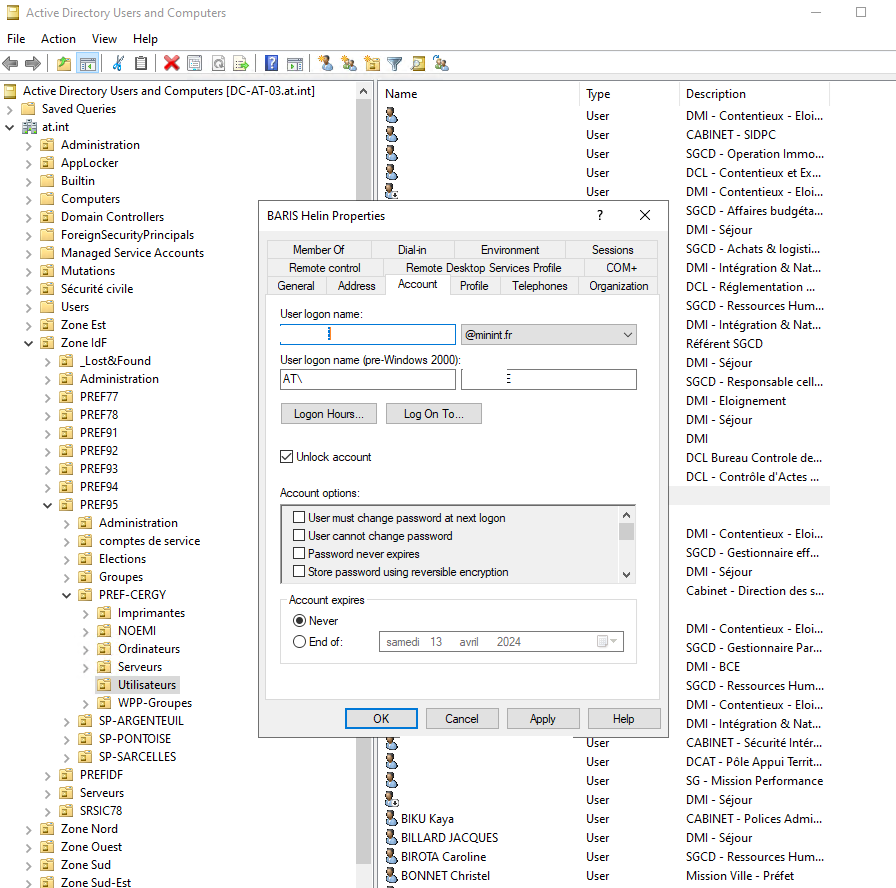 Active Directory Users and Computers
File Action View Help
Active Directory Users and Computers [DC-AT-03.at.int]
Saved Queries
at.int
Administration
AppLocker
Builtin
Computers
Domain Controllers
ForeignSecurityPrincipals
Managed Service Accounts
Mutations
Sécurité civile
Users
Zone Est
Zone IdF
_Lost&Found
Administration
PREF77
PREF78
PREF91
PREF92
PREF93
PREF94
PREF95
Administration
comptes de service
Elections
Groupes
PREF-CERGY
Imprimantes
NOEMI
Ordinateurs
Serveurs
Utilisateurs
WPP-Groupes
SP-ARGENTEUIL
SP-PONTOISE
SP-SARCELLES
PREFIDF
Serveurs
SRSIC78
Zone Nord
Zone Ouest
Zone Sud
Zone Sud-Est
Name Type Description
User DMI - Contentieux - Eloi...
User CABINET - SIDPC
User SGCD - Operation Immo...
User DCL - Contentieux et Ex...
User DMI - Contentieux - Eloi...
SGCD - Affaires budgéta...
DMI - Séjour
SGCD - Achats & logisti...
DMI - Intégration & Nat...
DCL - Réglementation ...
SGCD - Ressources Hum...
DMI - Intégration & Nat...
Référent SGCD
DMI - Séjour
SGCD - Responsable cell...
DMI - Eloignement
DMI - Séjour
DMI
DCL Bureau Controle de...
DCL - Contrôle d'Actes ...
DMI - Contentieux - Eloi...
SGCD - Gestionnaire eff...
DMI - Séjour
Cabinet - Direction des s...
DMI - Contentieux - Eloi...
SGCD - Gestionnaire Par...
DMI - BCE
SGCD - Ressources Hum...
DMI - Contentieux - Eloi...
DMI - Intégration & Nat...
User CABINET - Sécurité Intér...
User DCAT - Pôle Appui Territ...
User SG - Mission Performance
User DMI - Séjour
BIKU Kaya User CABINET - Polices Admi...
BILLARD JACQUES User DMI - Séjour
BIROTA Caroline User SGCD - Ressources Hum...
BONNET Christel User Mission Ville - Préfet
BARIS Helin Properties ?
Member Of Dial-in Environment Sessions
Remote control Remote Desktop Services Profile COM+
General Address Account Profile Telephones Organization
User logon name:
@minint.fr
User logon name (pre-Windows 2000):
AT\
Logon Hours... Log On To...
Unlock account
Account options:
User must change password at next logon
User cannot change password
Password never expires
Store password using reversible encryption
Account expires
Never
End of: samedi 13 avril 2024
OK Cancel Apply Help